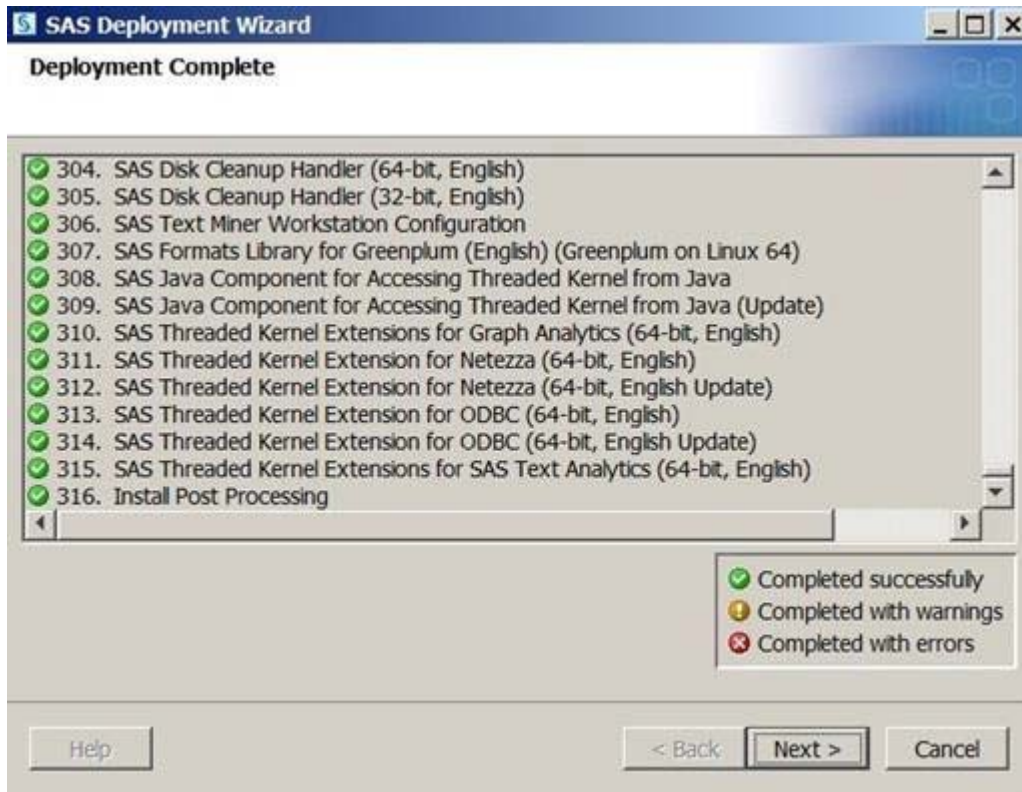 SAS Deployment Wizard
Deployment Complete
304. SAS Disk Cleanup Handler (64-bit, English)
305. SAS Disk Cleanup Handler (32-bit, English)
306. SAS Text Miner Workstation Configuration
307. SAS Formats Library for Greenplum (English) (Greenplum on Linux 64)
308. SAS Java Component for Accessing Threaded Kernel from Java
309. SAS Java Component for Accessing Threaded Kernel from Java (Update)
310. SAS Threaded Kernel Extensions for Graph Analytics (64-bit, English)
311. SAS Threaded Kernel Extension for Netezza (64-bit, English)
312. SAS Threaded Kernel Extension for Netezza (64-bit, English Update)
313. SAS Threaded Kernel Extension for ODBC (64-bit, English)
314. SAS Threaded Kernel Extension for ODBC (64-bit, English Update)
315. SAS Threaded Kernel Extensions for SAS Text Analytics (64-bit, English)
316. Install Post Processing
Completed successfully
Completed with warnings
Completed with errors
Help
< Back
Next >
Cancel